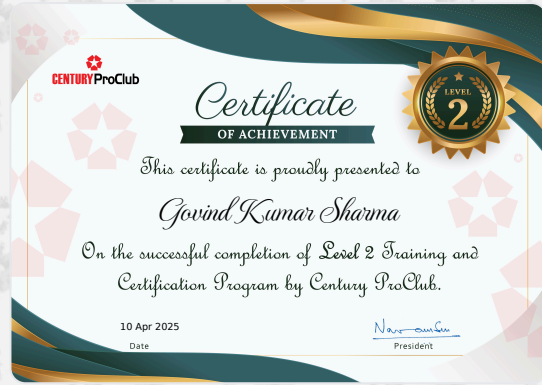 CENTURY ProClub
Certificate
OF ACHIEVEMENT
LEVEL
2
This certificate is proudly presented to
Govind Kumar Sharma
On the successful completion of Level 2 Training and
Certification Program by Century ProClub.
10 Apr 2025
Date
President